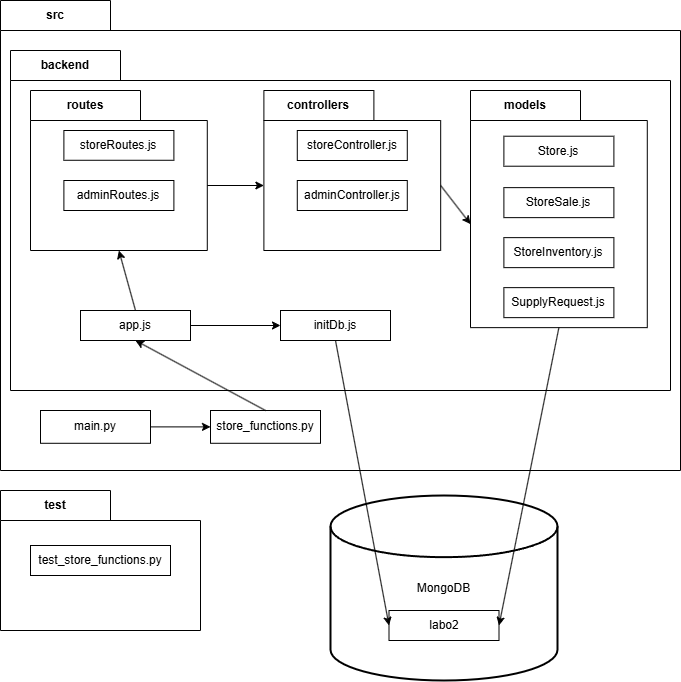 src
backend
routes
storeRoutes.js
adminRoutes.js
controllers
storeController.js
adminController.js
models
Store.js
StoreSale.js
StoreInventory.js
SupplyRequest.js
app.js
initDb.js
main.py
store_functions.py
test
test_store_functions.py
MongoDB
labo2